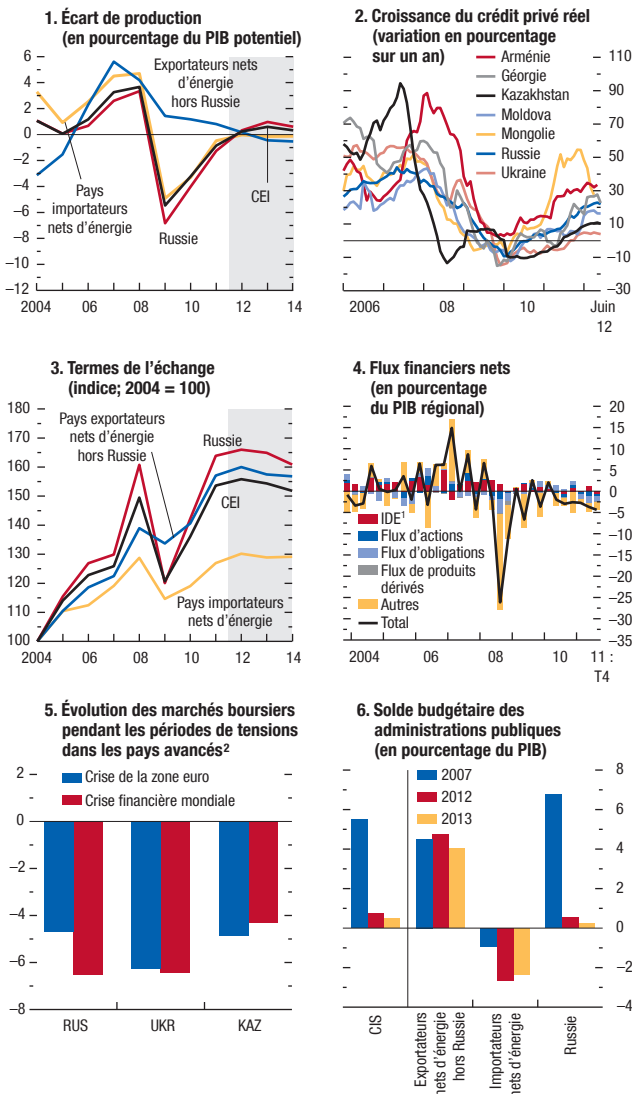 1. Écart de production
(en pourcentage du PIB potentiel)
6
4
2
0
–2
–4
–6
–8
–10
–12
Exportateurs nets
d'énergie
hors Russie
Pays
importateurs
nets d'énergie
Russie
CEI
2004 06 08 10 12 14
2. Croissance du crédit privé réel
(variation en pourcentage
sur un an)
Arménie
Géorgie
Kazakhstan
Moldova
Mongolie
Russie
Ukraine
110
90
70
50
30
10
–10
–30
2006 08 10 Juin
12
3. Termes de l'échange
(indice; 2004 = 100)
180
170
160
150
140
130
120
110
100
Pays exportateurs
nets d'énergie
hors Russie
Russie
CEI
Pays importateurs
nets d'énergie
2004 06 08 10 12 14
4. Flux financiers nets
(en pourcentage
du PIB régional)
20
15
10
5
0
–5
–10
–15
–20
–25
–30
–35
IDE¹
Flux d'actions
Flux d'obligations
Flux de produits
dérivés
Autres
Total
2004 06 08 10 11 :
T4
5. Évolution des marchés boursiers
pendant les périodes de tensions
dans les pays avancés²
2
0
–2
–4
–6
–8
Crise de la zone euro
Crise financière mondiale
RUS UKR KAZ
6. Solde budgétaire des
administrations publiques
(en pourcentage du PIB)
2007
2012
2013
8
6
4
2
0
–2
–4
CIS
Exportateurs
nets d'énergie
hors Russie
Importateurs
nets d'énergie
Russie